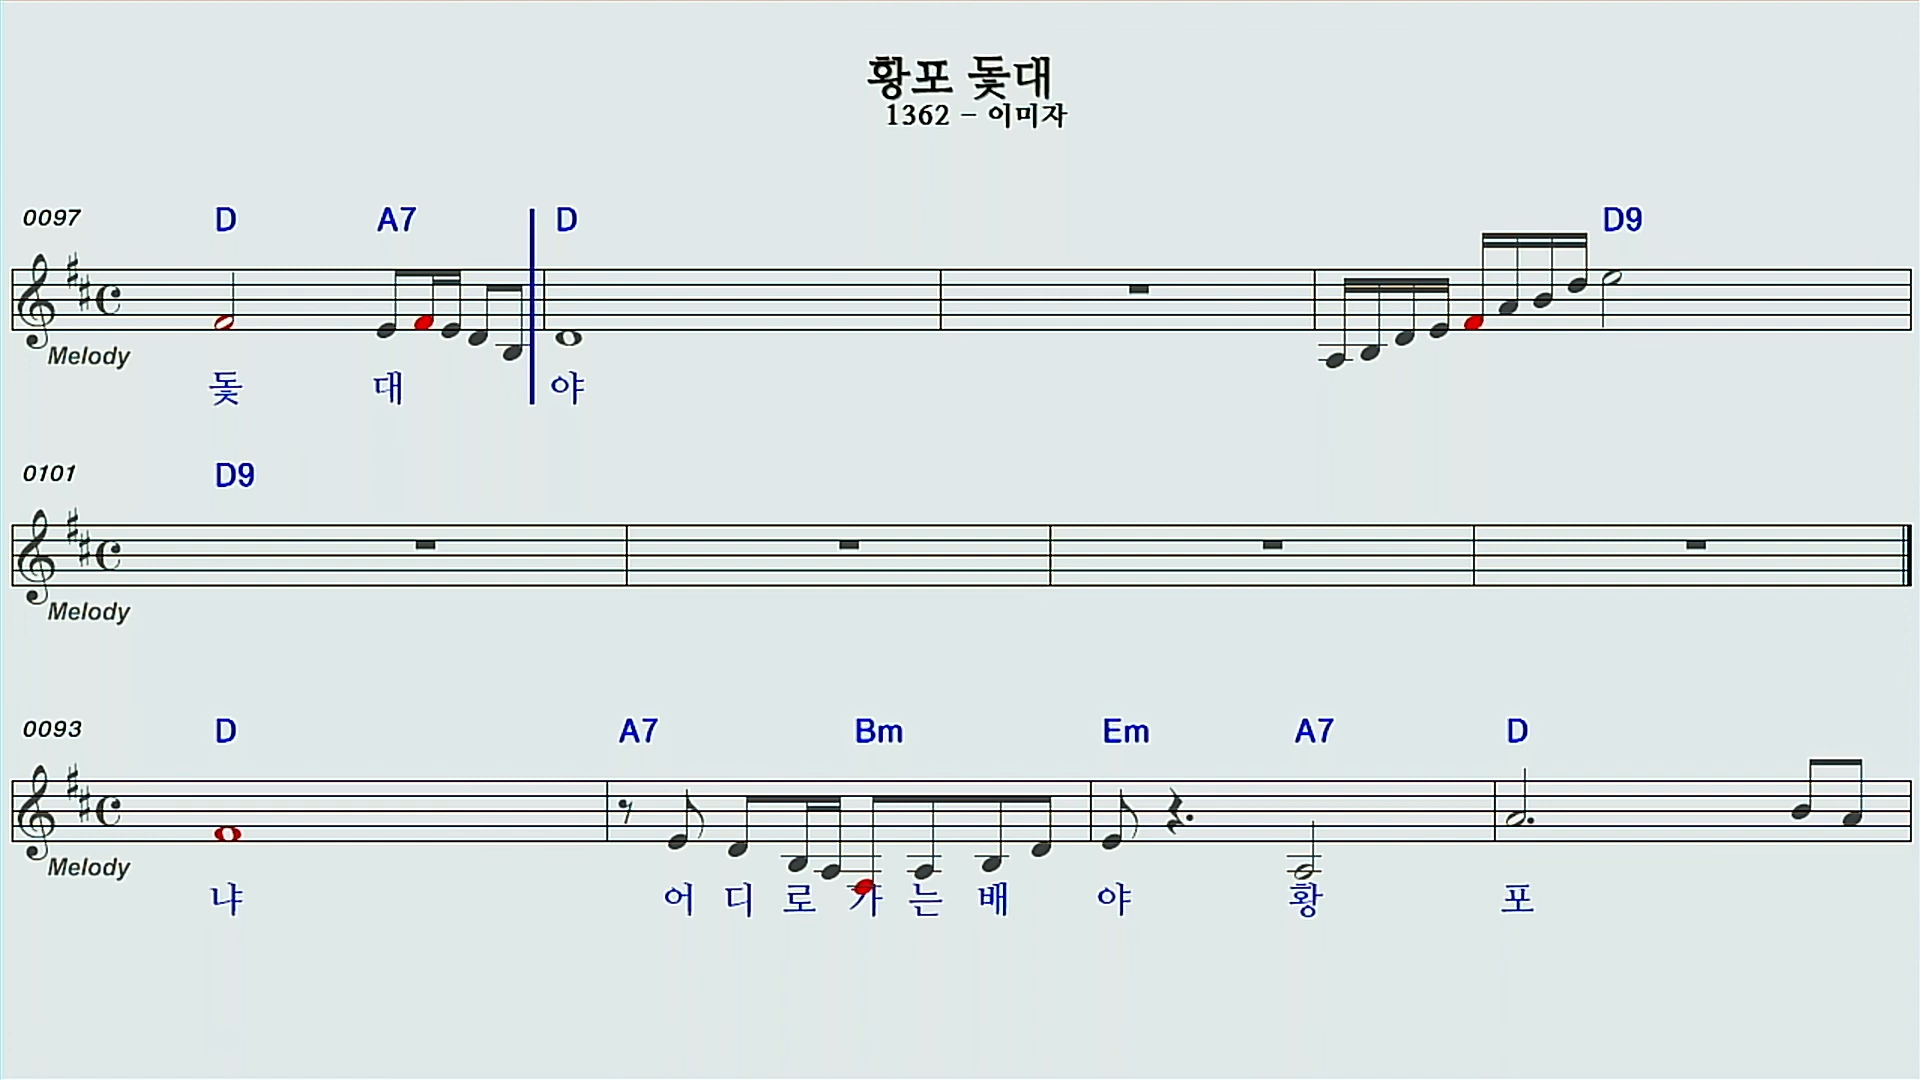 황포 돛대
1362 - 이미자
0097 D A7 D D9
Melody
돛 대 야
0101 D9
Melody
0093 D A7 Bm Em A7 D
Melody
냐 어 디 로 가 는 배 야 황 포